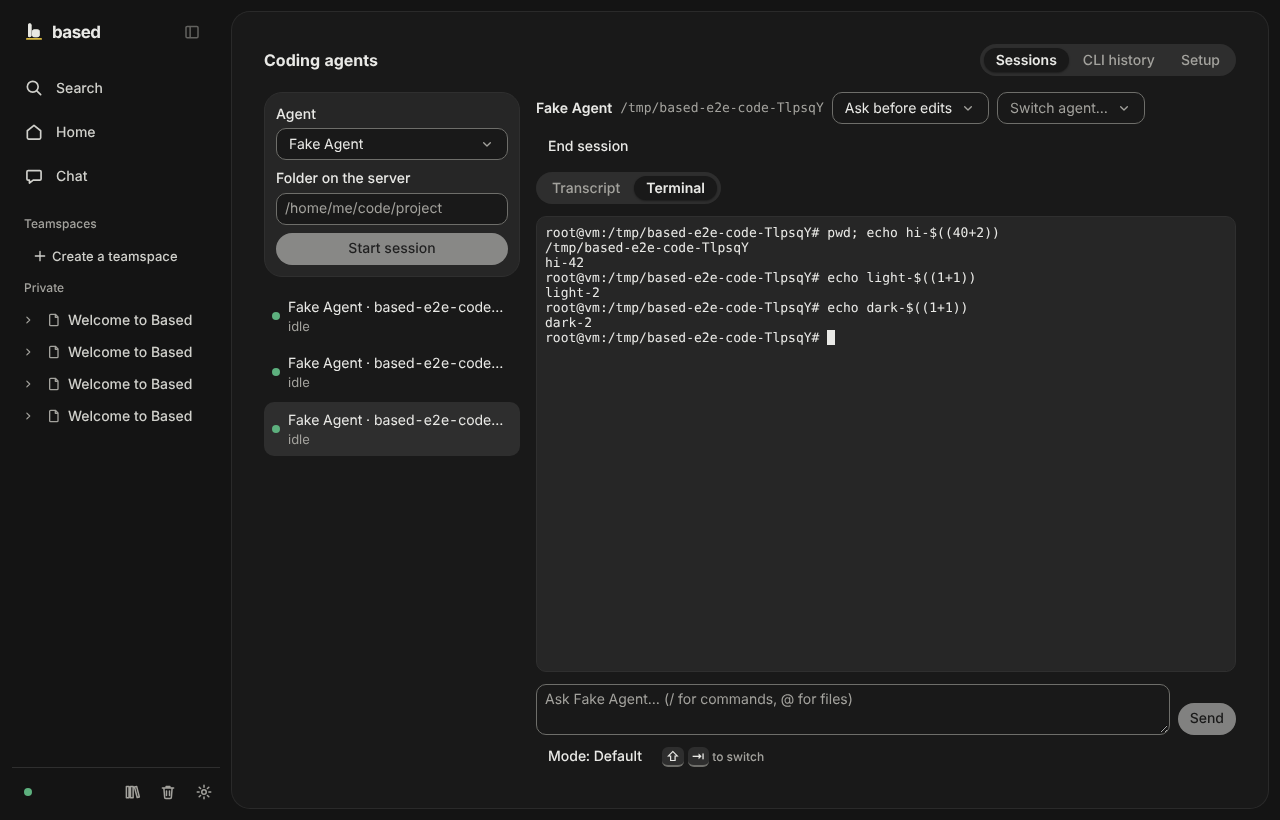 based
Search
Home
Chat
Teamspaces
Create a teamspace
Private
Welcome to Based
Welcome to Based
Welcome to Based
Welcome to Based
Coding agents
Sessions
CLI history
Setup
Agent
Fake Agent
Folder on the server
/home/me/code/project
Start session
Fake Agent · based-e2e-code...
idle
Fake Agent · based-e2e-code...
idle
Fake Agent · based-e2e-code...
idle
Fake Agent /tmp/based-e2e-code-TlpsqY
Ask before edits
Switch agent...
End session
Transcript
Terminal
root@vm:/tmp/based-e2e-code-TlpsqY# pwd; echo hi-$((40+2))
/tmp/based-e2e-code-TlpsqY
hi-42
root@vm:/tmp/based-e2e-code-TlpsqY# echo light-$((1+1))
light-2
root@vm:/tmp/based-e2e-code-TlpsqY# echo dark-$((1+1))
dark-2
root@vm:/tmp/based-e2e-code-TlpsqY#
Ask Fake Agent... (/ for commands, @ for files)
Send
Mode: Default
to switch